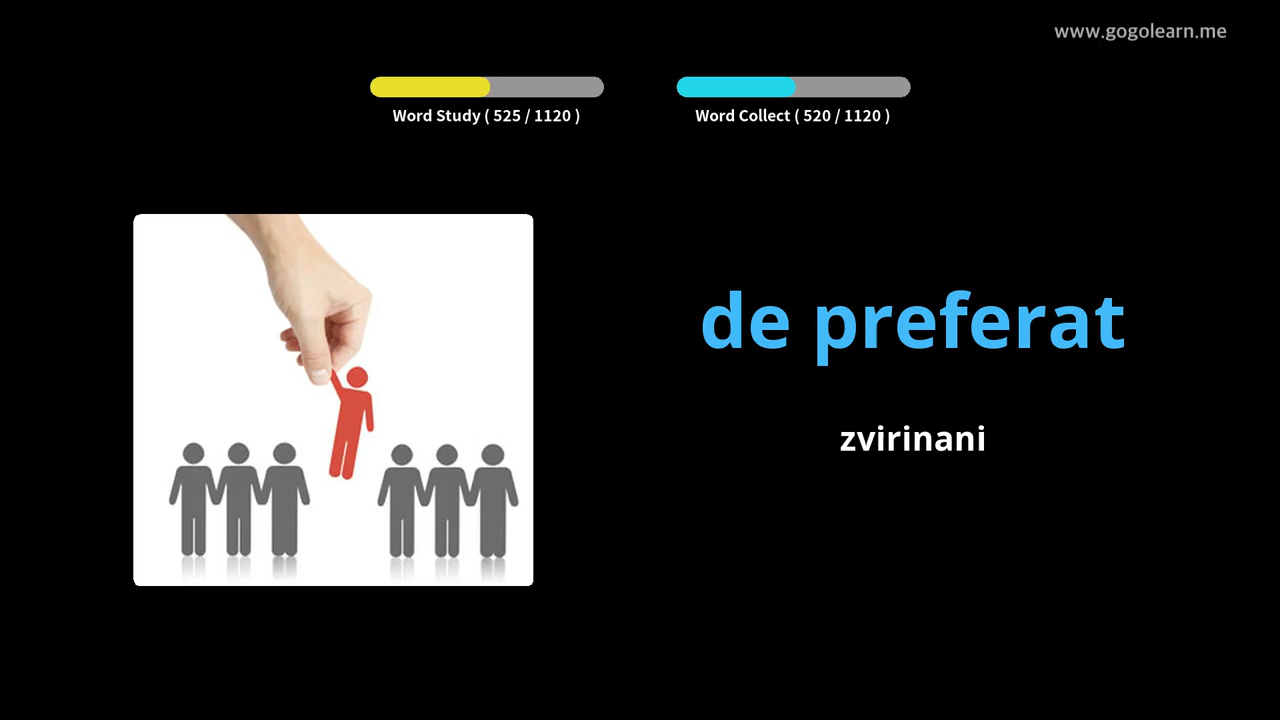 www.gogolearn.me
Word Study ( 525 / 1120 )
Word Collect ( 520 / 1120 )
de preferat
zvirinani